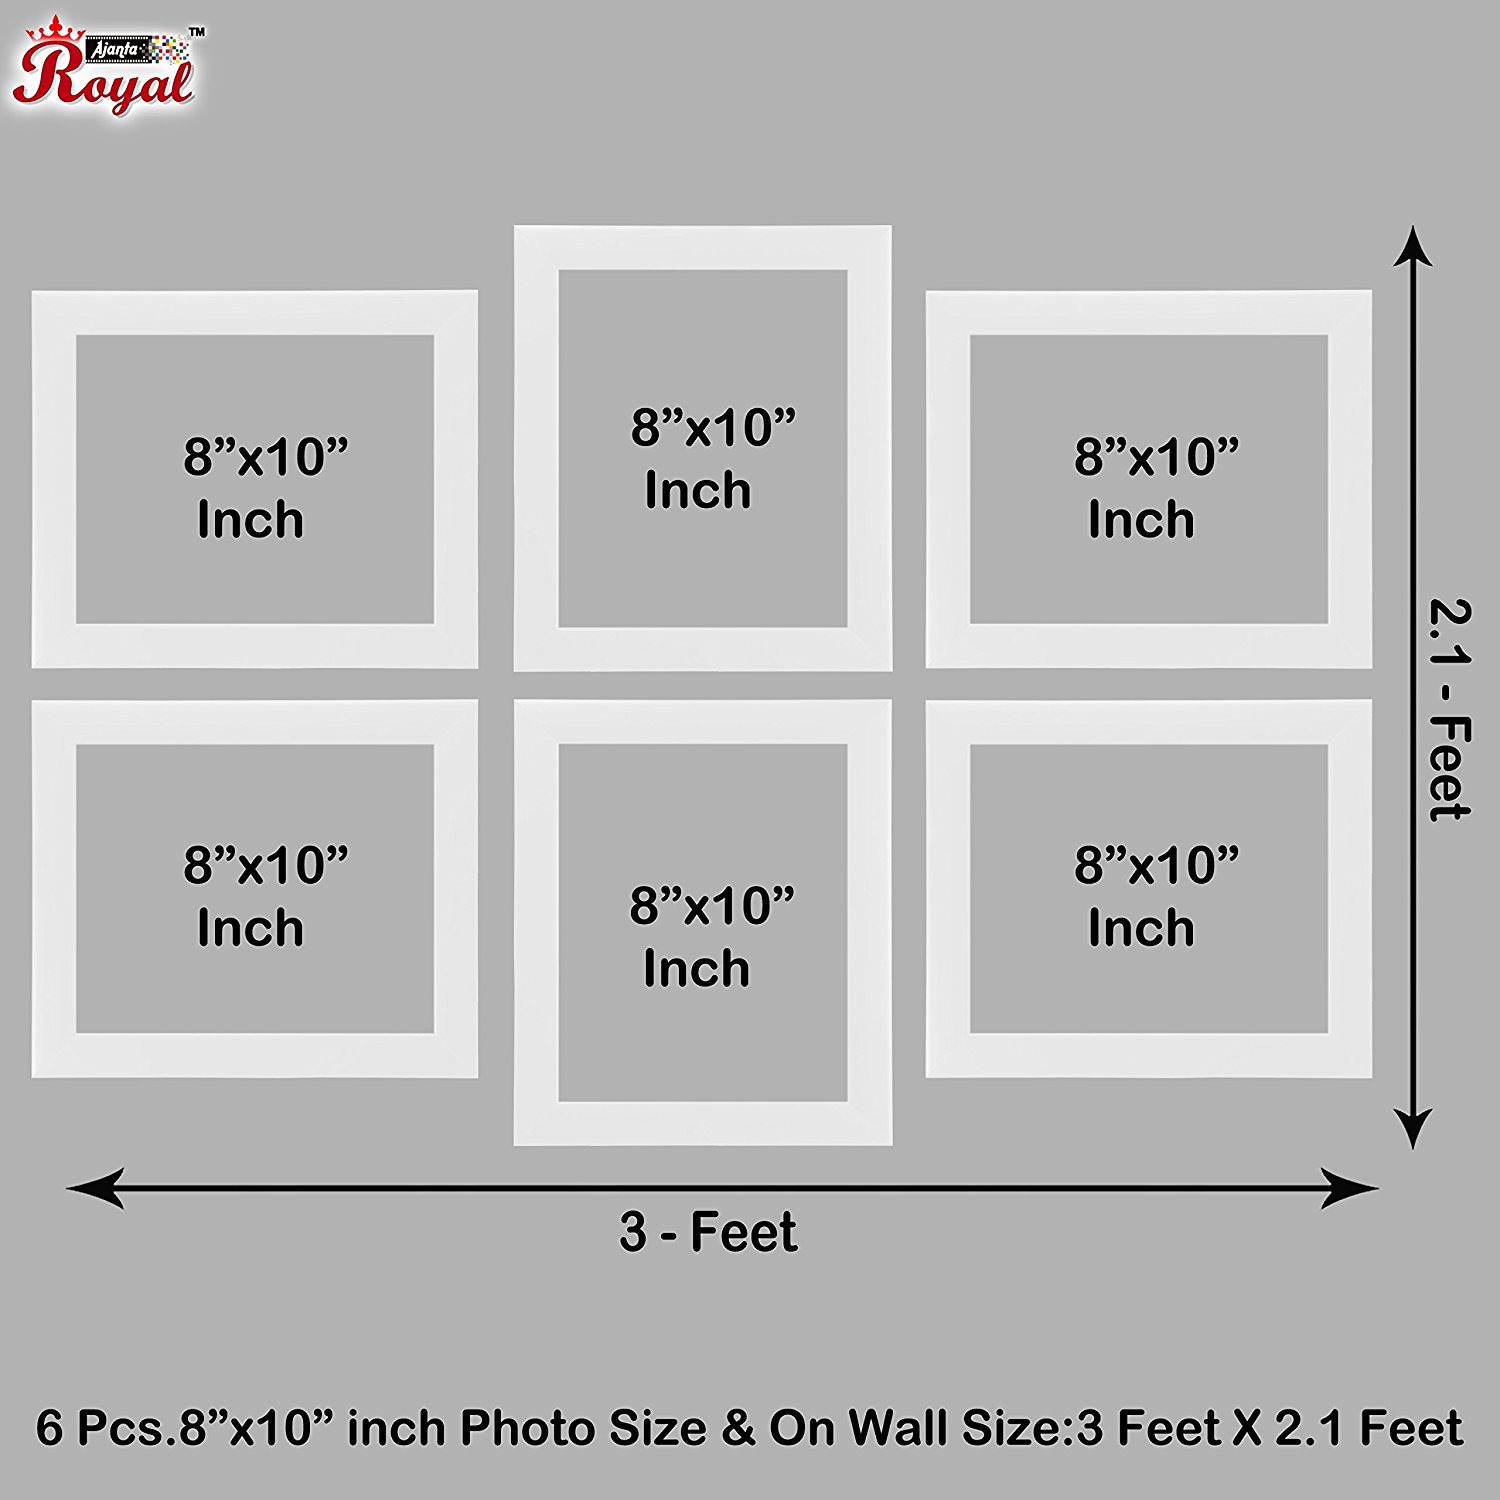 Ajanta
Royal
TM
8”x10”
Inch
8”x10”
Inch
8”x10”
Inch
8”x10”
Inch
8”x10”
Inch
8”x10”
Inch
2.1 - Feet
3 - Feet
6 Pcs.8”x10” inch Photo Size & On Wall Size:3 Feet X 2.1 Feet